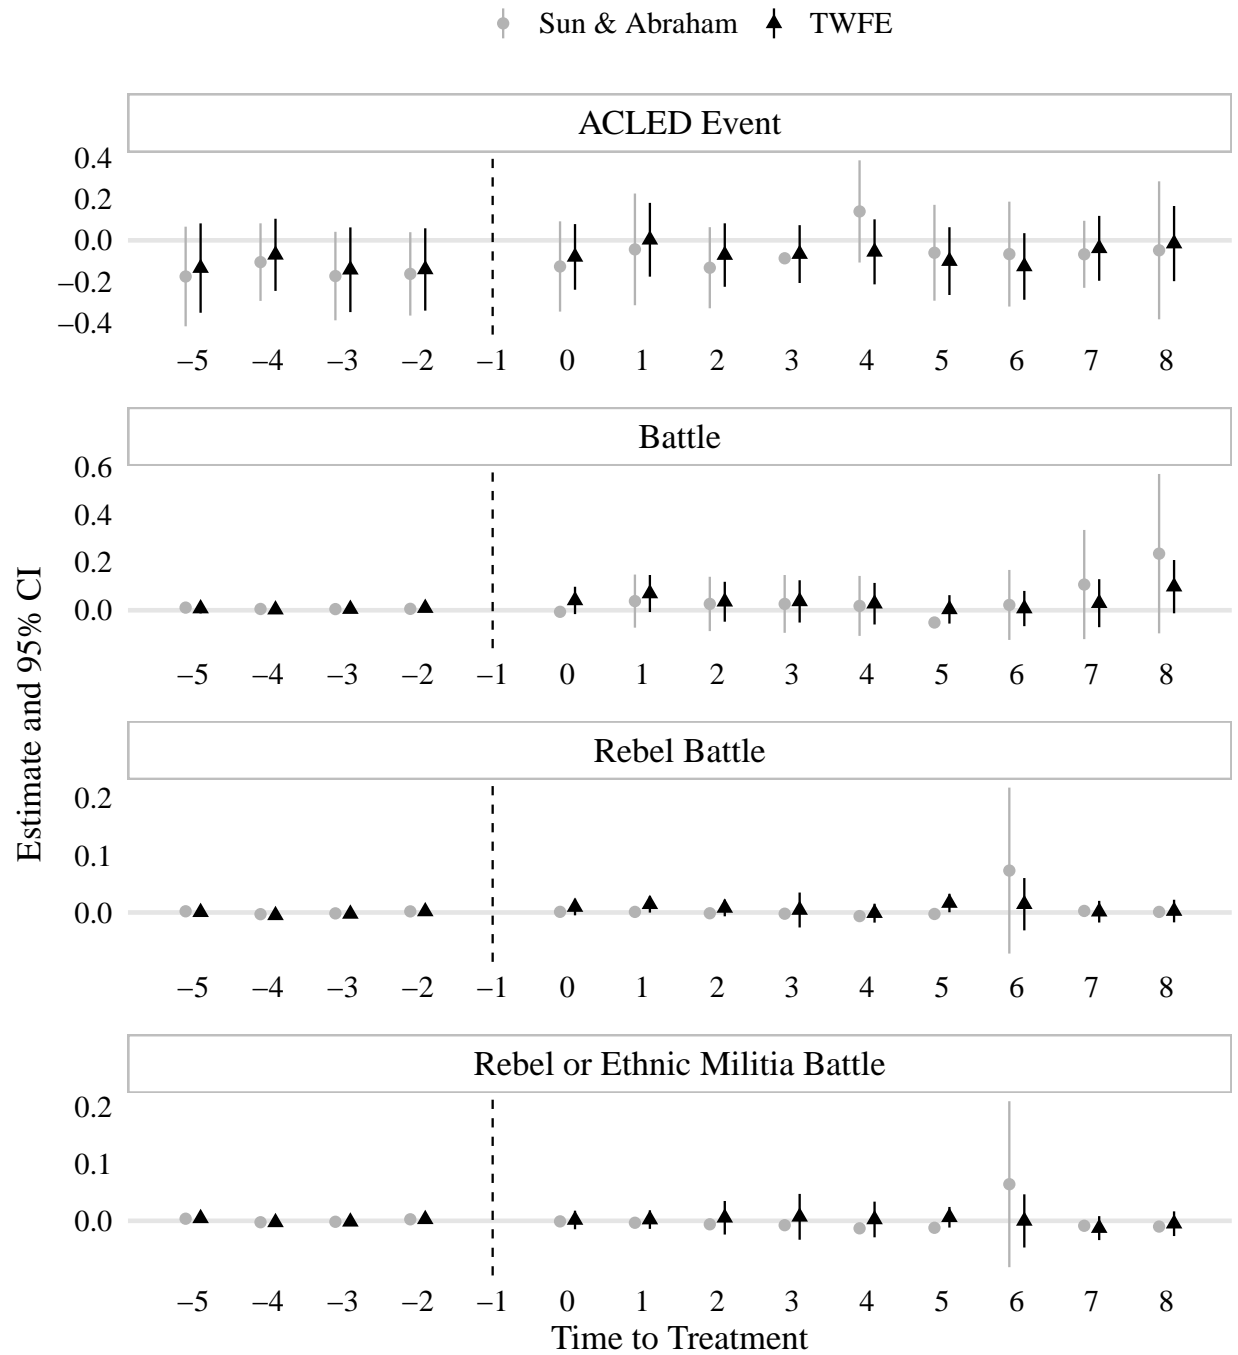 Sun & Abraham TWFE
ACLED Event
0.4
0.2
0.0
−0.2
−0.4
−5 −4 −3 −2 −1 0 1 2 3 4 5 6 7 8
Battle
0.6
0.4
0.2
0.0
−5 −4 −3 −2 −1 0 1 2 3 4 5 6 7 8
Estimate and 95% CI
Rebel Battle
0.2
0.1
0.0
−5 −4 −3 −2 −1 0 1 2 3 4 5 6 7 8
Rebel or Ethnic Militia Battle
0.2
0.1
0.0
−5 −4 −3 −2 −1 0 1 2 3 4 5 6 7 8
Time to Treatment